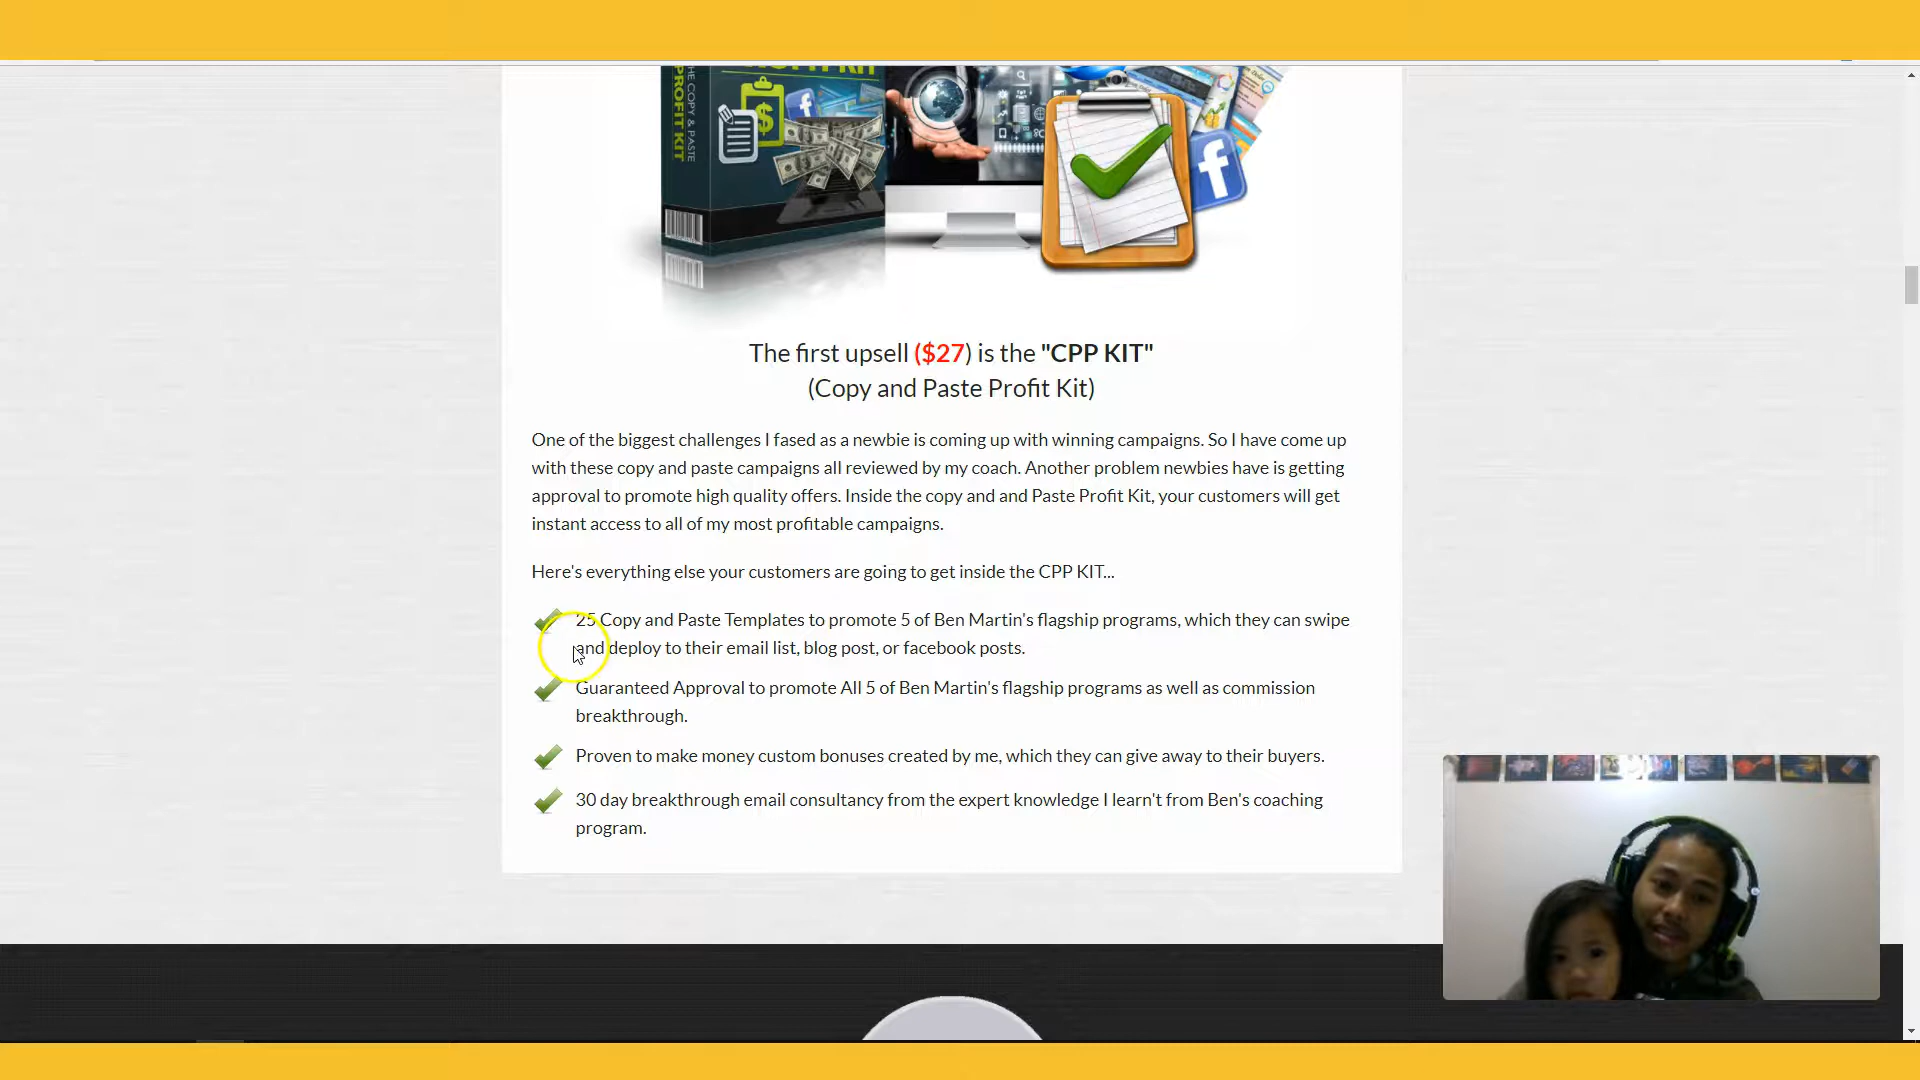 THE COPY & PASTE
PROFIT KIT
The first upsell ($27) is the "CPP KIT"
(Copy and Paste Profit Kit)
One of the biggest challenges I fased as a newbie is coming up with winning campaigns. So I have come up
with these copy and paste campaigns all reviewed by my coach. Another problem newbies have is getting
approval to promote high quality offers. Inside the copy and and Paste Profit Kit, your customers will get
instant access to all of my most profitable campaigns.
Here's everything else your customers are going to get inside the CPP KIT...
25 Copy and Paste Templates to promote 5 of Ben Martin's flagship programs, which they can swipe
and deploy to their email list, blog post, or facebook posts.
Guaranteed Approval to promote All 5 of Ben Martin's flagship programs as well as commission
breakthrough.
Proven to make money custom bonuses created by me, which they can give away to their buyers.
30 day breakthrough email consultancy from the expert knowledge I learn't from Ben's coaching
program.